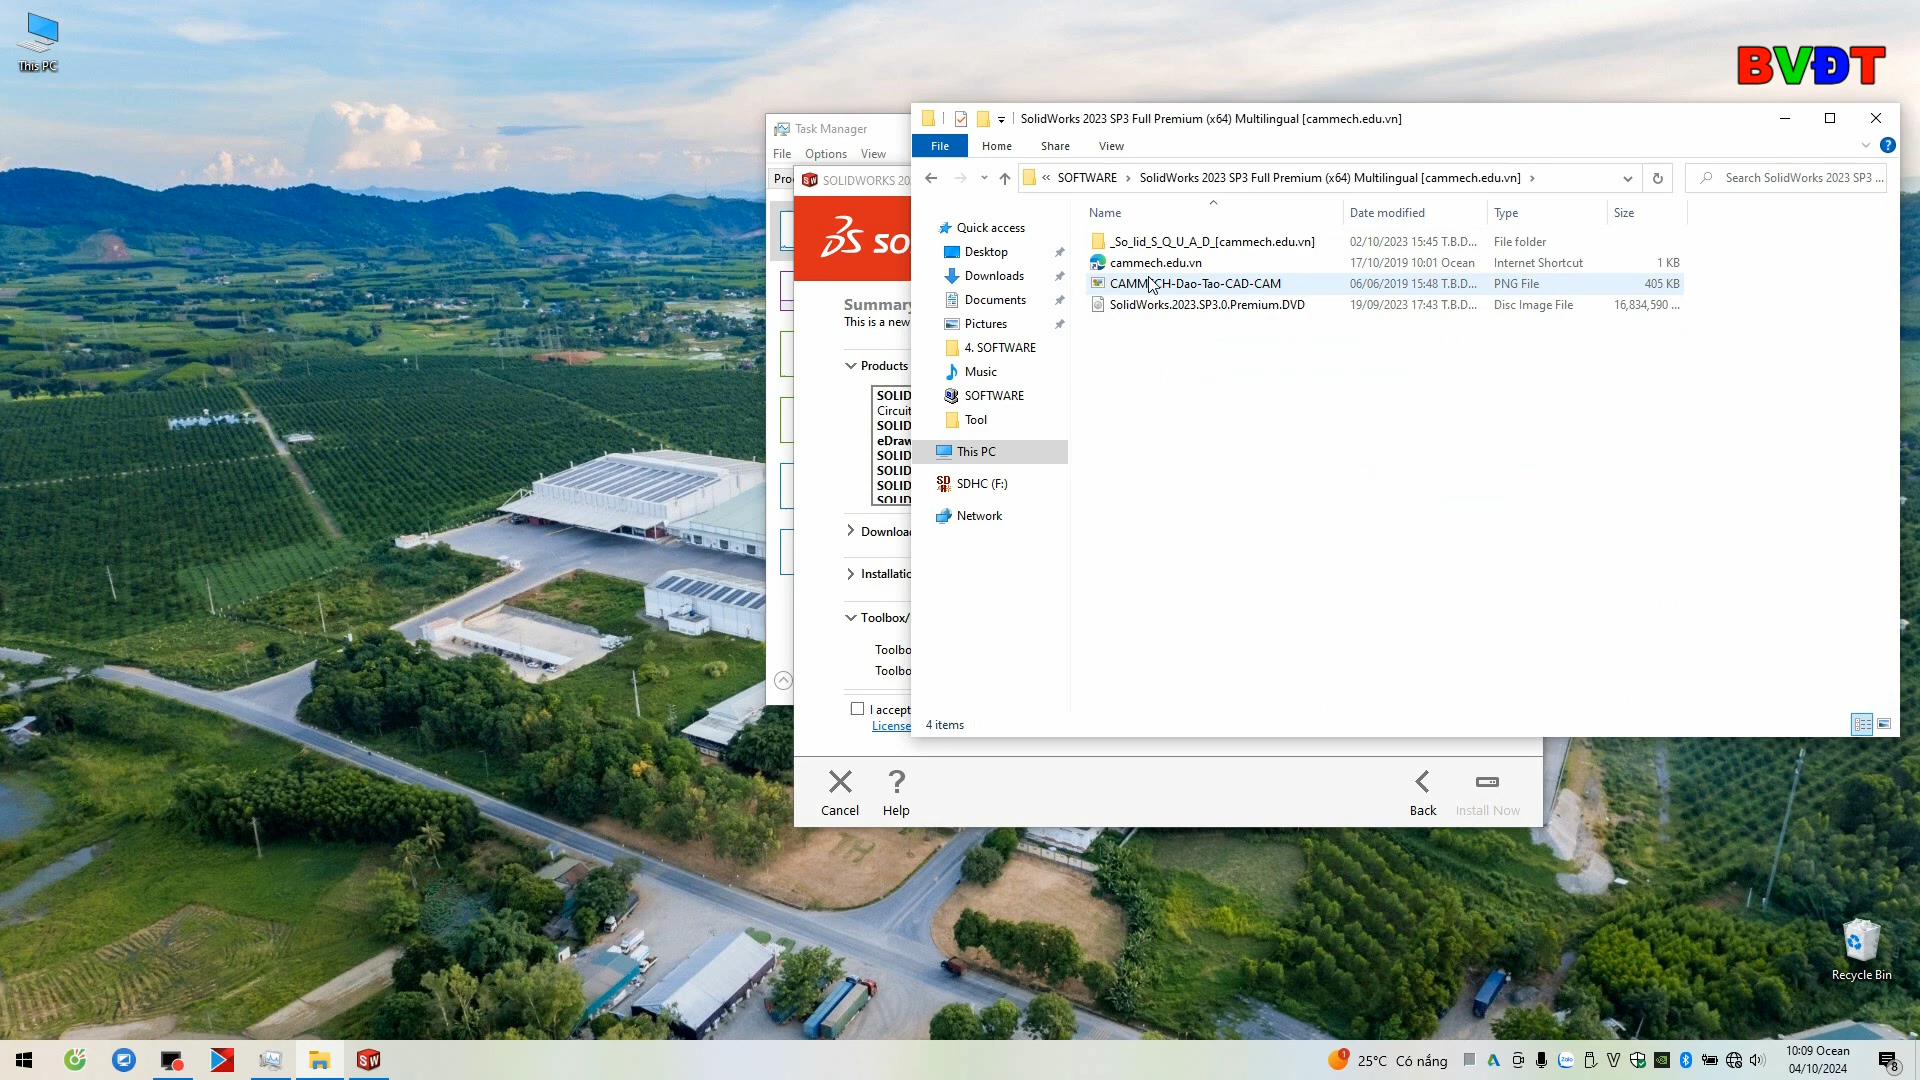 This PC
BVĐT
Task Manager
File Options View
SOLIDWORKS 20
SO
Summary
This is a new
Products
SOLID
Circuit
SOLID
eDraw
SOLID
SOLID
SOLID
SOLID
Downloa
Installatio
Toolbox/
Toolbo
Toolbo
I accept
License
Cancel
Help
Back
Install Now
SolidWorks 2023 SP3 Full Premium (x64) Multilingual [cammech.edu.vn]
File Home Share View
« SOFTWARE › SolidWorks 2023 SP3 Full Premium (x64) Multilingual [cammech.edu.vn] ›
Search SolidWorks 2023 SP3 ...
Name Date modified Type Size
_So_lid_S_Q_U_A_D_[cammech.edu.vn] 02/10/2023 15:45 T.B.D... File folder
cammech.edu.vn 17/10/2019 10:01 Ocean Internet Shortcut 1 KB
CAMMECH-Dao-Tao-CAD-CAM 06/06/2019 15:48 T.B.D... PNG File 405 KB
SolidWorks.2023.SP3.0.Premium.DVD 19/09/2023 17:43 T.B.D... Disc Image File 16,834,590 ...
Quick access
Desktop
Downloads
Documents
Pictures
4. SOFTWARE
Music
SOFTWARE
Tool
This PC
SDHC (F:)
Network
4 items
Recycle Bin
25°C Có nắng
10:09 Ocean
04/10/2024
8